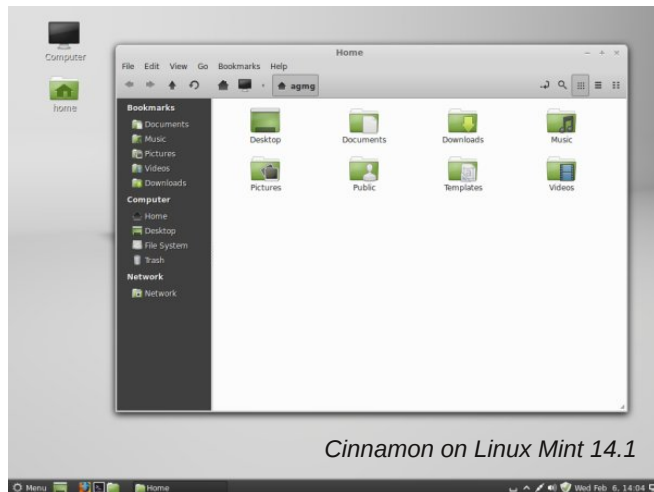 Computer
home
Home
File Edit View Go Bookmarks Help
agmg
Bookmarks
Documents
Music
Pictures
Videos
Downloads
Computer
Home
Desktop
File System
Trash
Network
Network
Desktop Documents Downloads Music
Pictures Public Templates Videos
Cinnamon on Linux Mint 14.1
Menu Home Wed Feb 6, 14:04